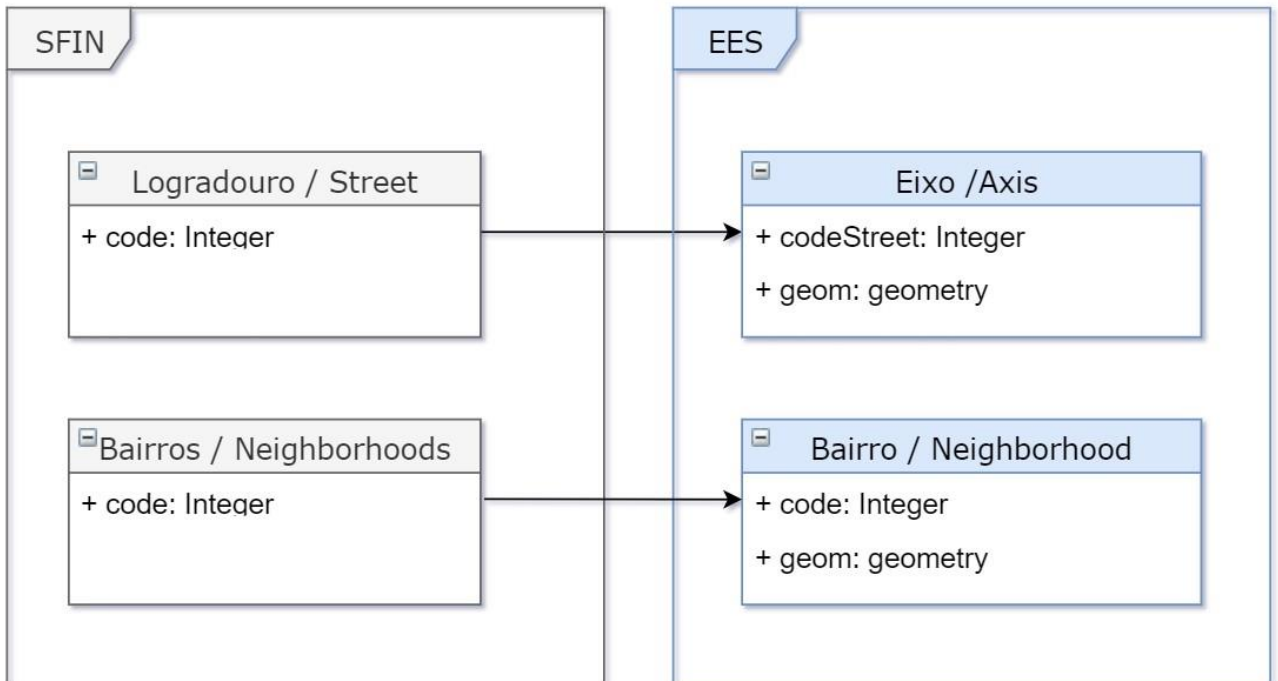 SFIN
EES
Logradouro / Street
+ code: Integer
Eixo /Axis
+ codeStreet: Integer
+ geom: geometry
Bairros / Neighborhoods
+ code: Integer
Bairro / Neighborhood
+ code: Integer
+ geom: geometry